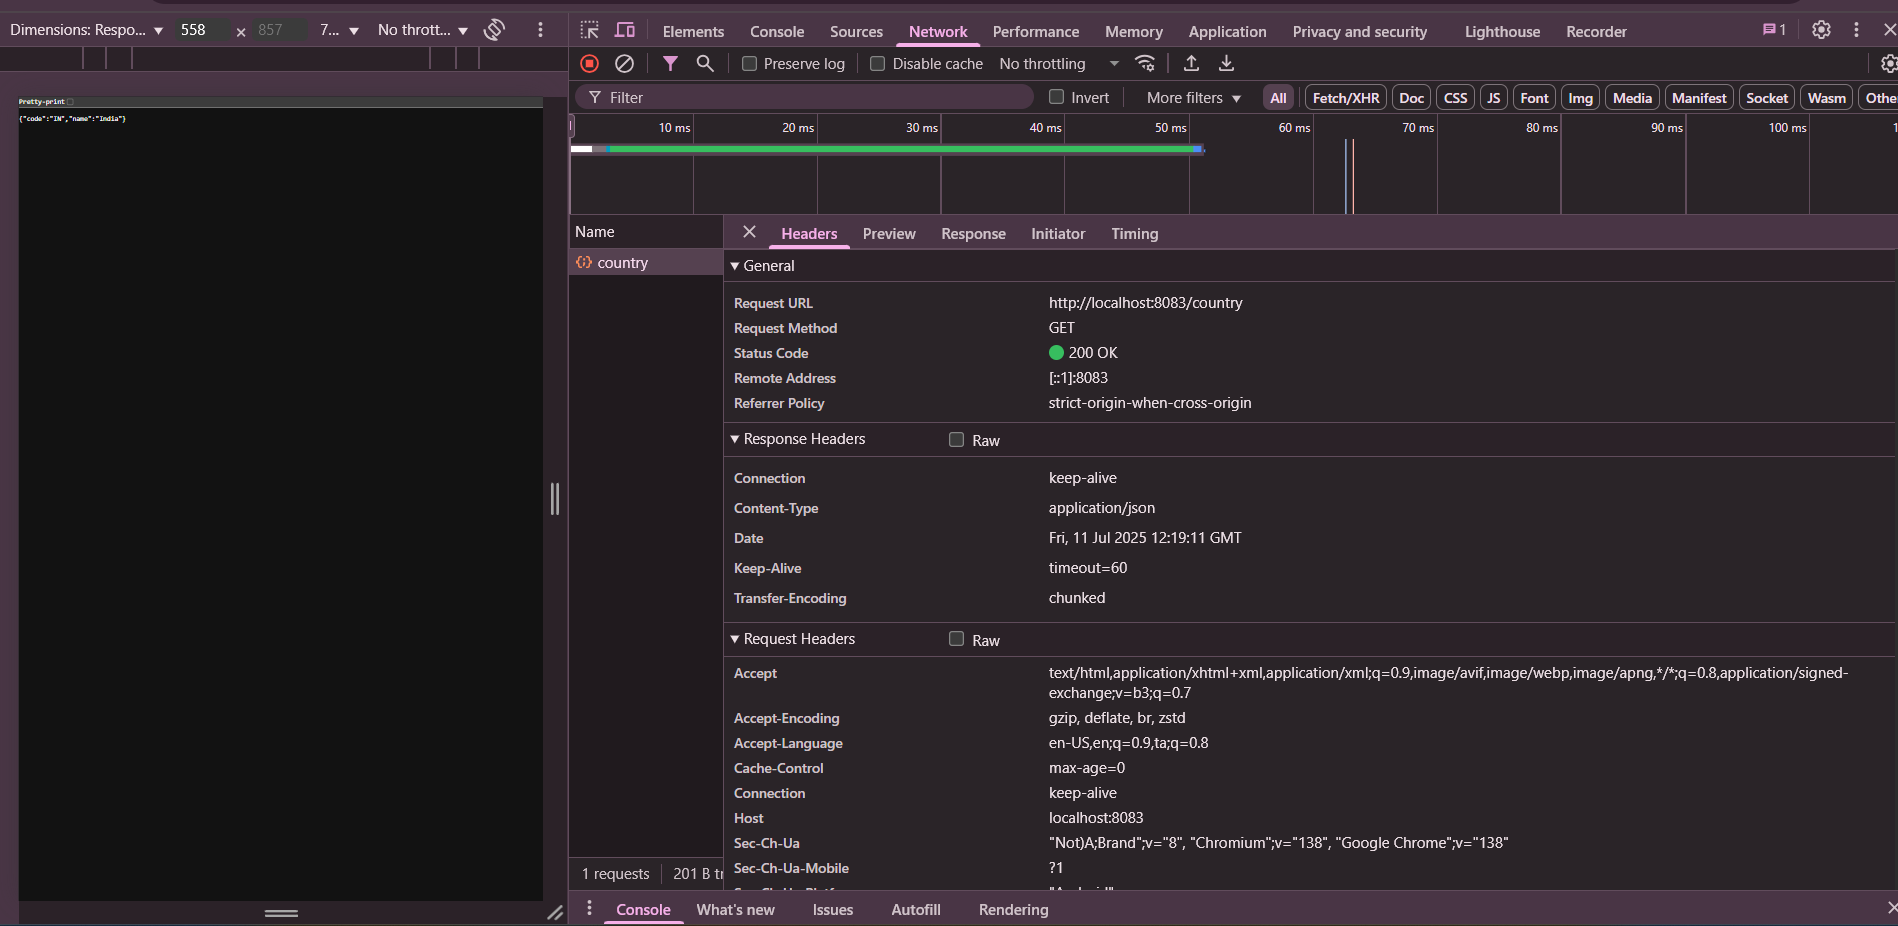 Dimensions: Respo... 558 × 857 7... No thrott...
Elements Console Sources Network Performance Memory Application Privacy and security Lighthouse Recorder 1
Preserve log Disable cache No throttling
Filter Invert More filters All Fetch/XHR Doc CSS JS Font Img Media Manifest Socket Wasm Othe
10 ms 20 ms 30 ms 40 ms 50 ms 60 ms 70 ms 80 ms 90 ms 100 ms 1
Pretty-print
{"code":"IN","name":"India"}
Name
country
Headers Preview Response Initiator Timing
General
Request URL http://localhost:8083/country
Request Method GET
Status Code 200 OK
Remote Address [::1]:8083
Referrer Policy strict-origin-when-cross-origin
Response Headers Raw
Connection keep-alive
Content-Type application/json
Date Fri, 11 Jul 2025 12:19:11 GMT
Keep-Alive timeout=60
Transfer-Encoding chunked
Request Headers Raw
Accept text/html,application/xhtml+xml,application/xml;q=0.9,image/avif,image/webp,image/apng,*/*;q=0.8,application/signed-
exchange;v=b3;q=0.7
Accept-Encoding gzip, deflate, br, zstd
Accept-Language en-US,en;q=0.9,ta;q=0.8
Cache-Control max-age=0
Connection keep-alive
Host localhost:8083
Sec-Ch-Ua "Not)A;Brand";v="8", "Chromium";v="138", "Google Chrome";v="138"
Sec-Ch-Ua-Mobile ?1
1 requests 201 B tr
Console What's new Issues Autofill Rendering